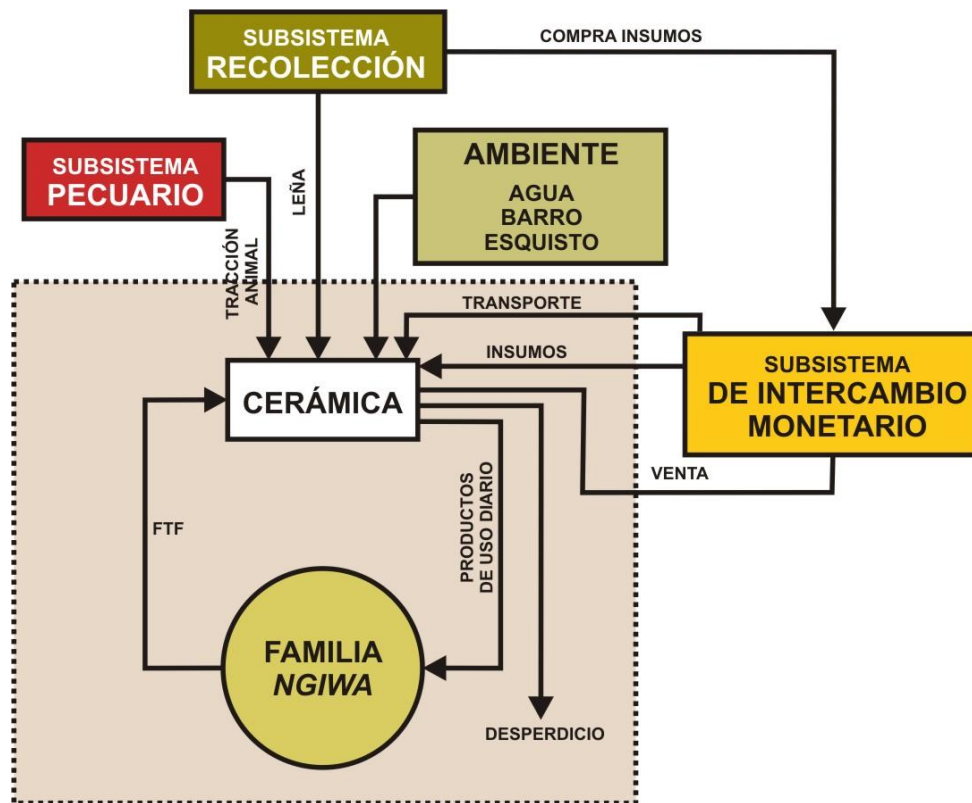 SUBSISTEMA
RECOLECCIÓN
COMPRA INSUMOS
SUBSISTEMA
PECUARIO
LEÑA
AMBIENTE
AGUA
BARRO
ESQUISTO
TRACCIÓN
ANIMAL
TRANSPORTE
INSUMOS
SUBSISTEMA
DE INTERCAMBIO
MONETARIO
CERÁMICA
VENTA
FTF
PRODUCTOS
DE USO DIARIO
FAMILIA
NGIWA
DESPERDICIO